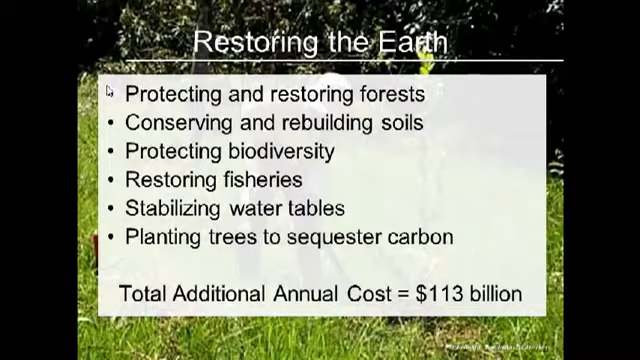 Restoring the Earth
Protecting and restoring forests
• Conserving and rebuilding soils
• Protecting biodiversity
• Restoring fisheries
• Stabilizing water tables
• Planting trees to sequester carbon
Total Additional Annual Cost = $113 billion